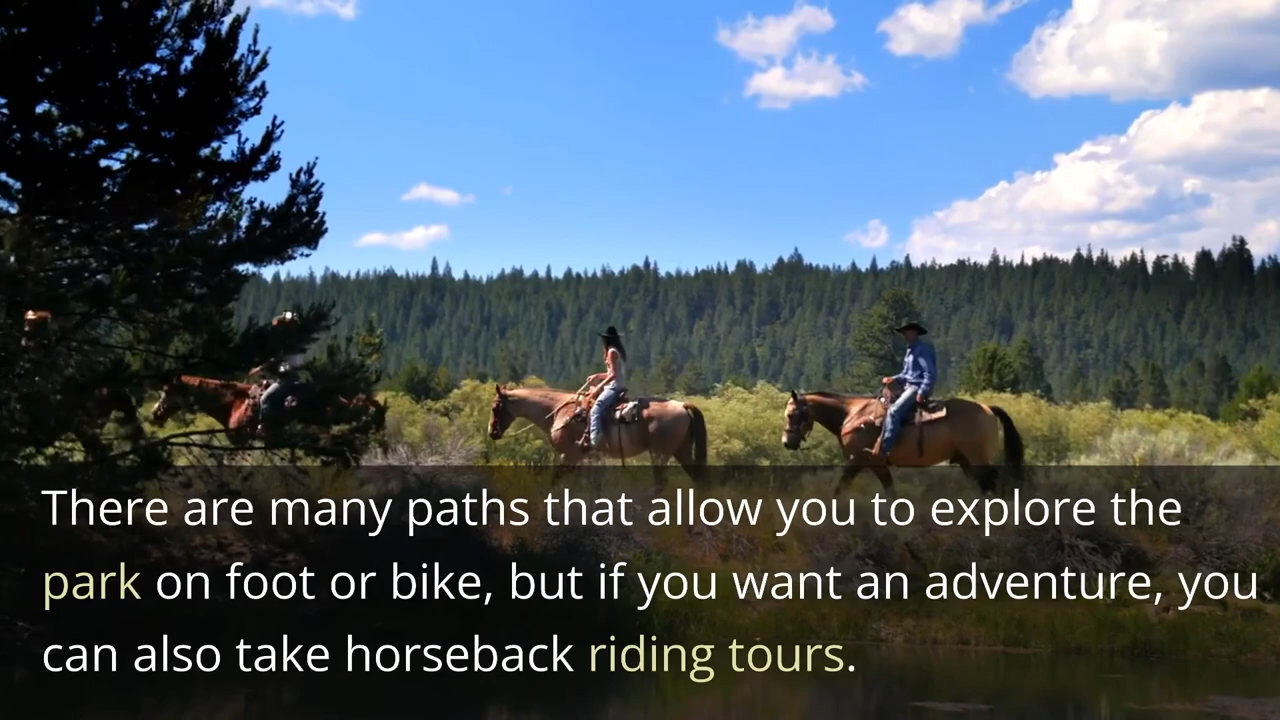 There are many paths that allow you to explore the
park on foot or bike, but if you want an adventure, you
can also take horseback riding tours.